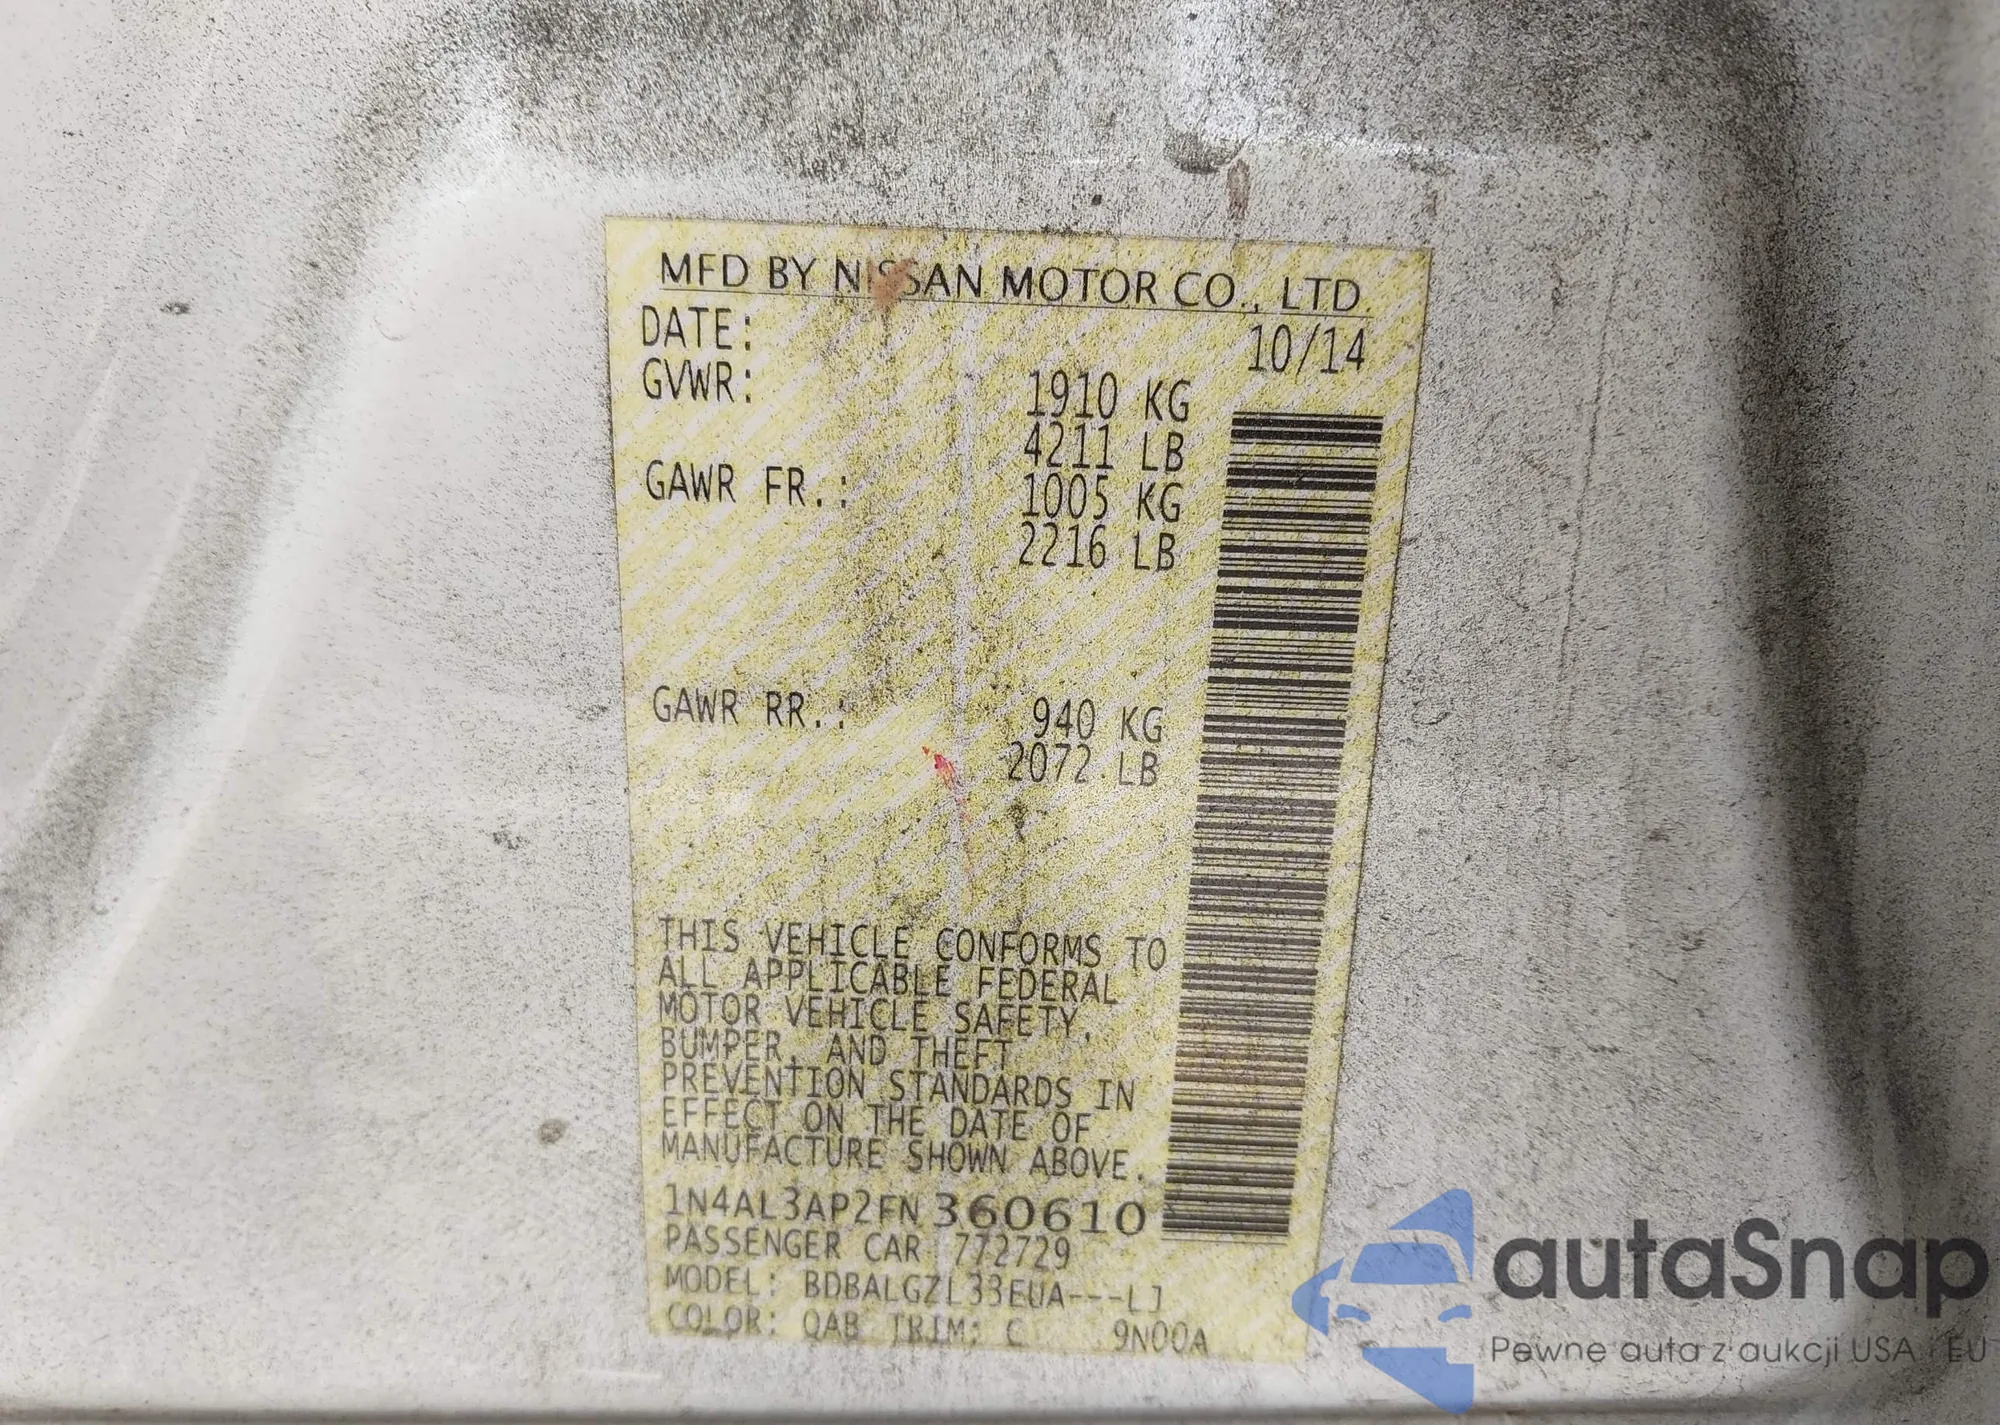 MFD BY NISSAN MOTOR CO., LTD.
DATE: 10/14
GVWR: 1910 KG
4211 LB
GAWR FR.: 1005 KG
2216 LB
GAWR RR.: 940 KG
2072 LB
THIS VEHICLE CONFORMS TO
ALL APPLICABLE FEDERAL
MOTOR VEHICLE SAFETY,
BUMPER, AND THEFT
PREVENTION STANDARDS IN
EFFECT ON THE DATE OF
MANUFACTURE SHOWN ABOVE.
1N4AL3AP2FN360610
PASSENGER CAR 772729
MODEL: BDBALGZL33EUA---LJ
COLOR: QAB TRIM: C 9N00A
autaSnap
Pewne auta z aukcji USA i EU